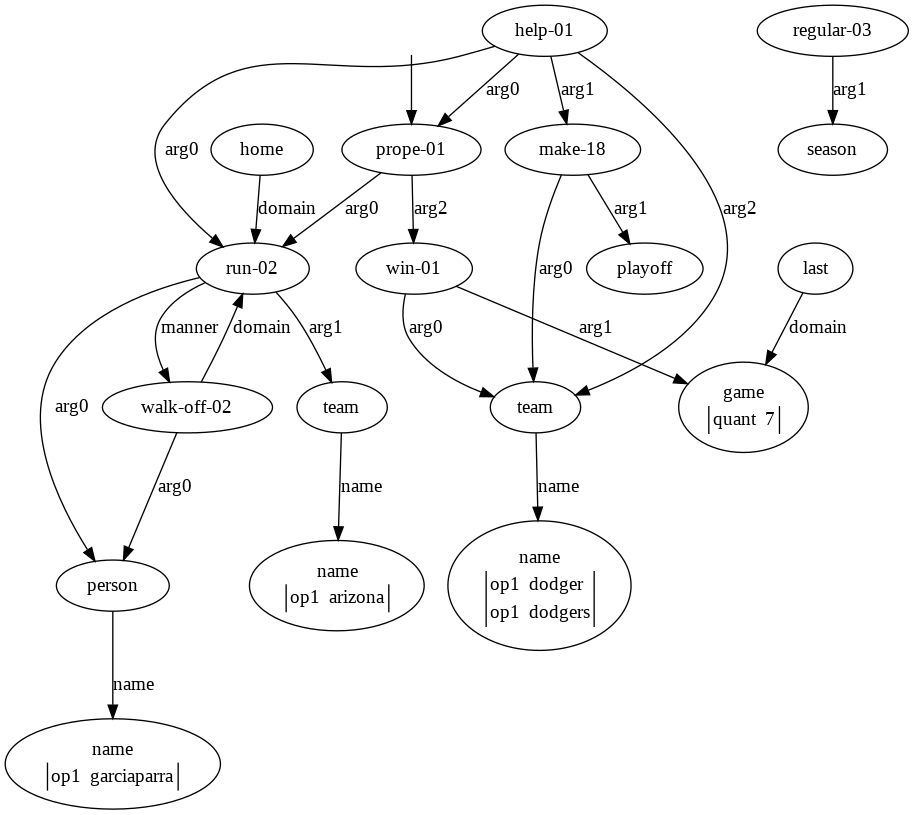 help-01
regular-03
arg0
arg1
arg1
arg0
home
prope-01
make-18
season
domain
arg0
arg2
arg1
arg2
run-02
win-01
arg0
playoff
last
manner
domain
arg1
arg0
arg1
domain
arg0
walk-off-02
team
team
game
quant 7
arg0
name
name
person
name
op1 arizona
name
op1 dodger
op1 dodgers
name
name
op1 garciaparra